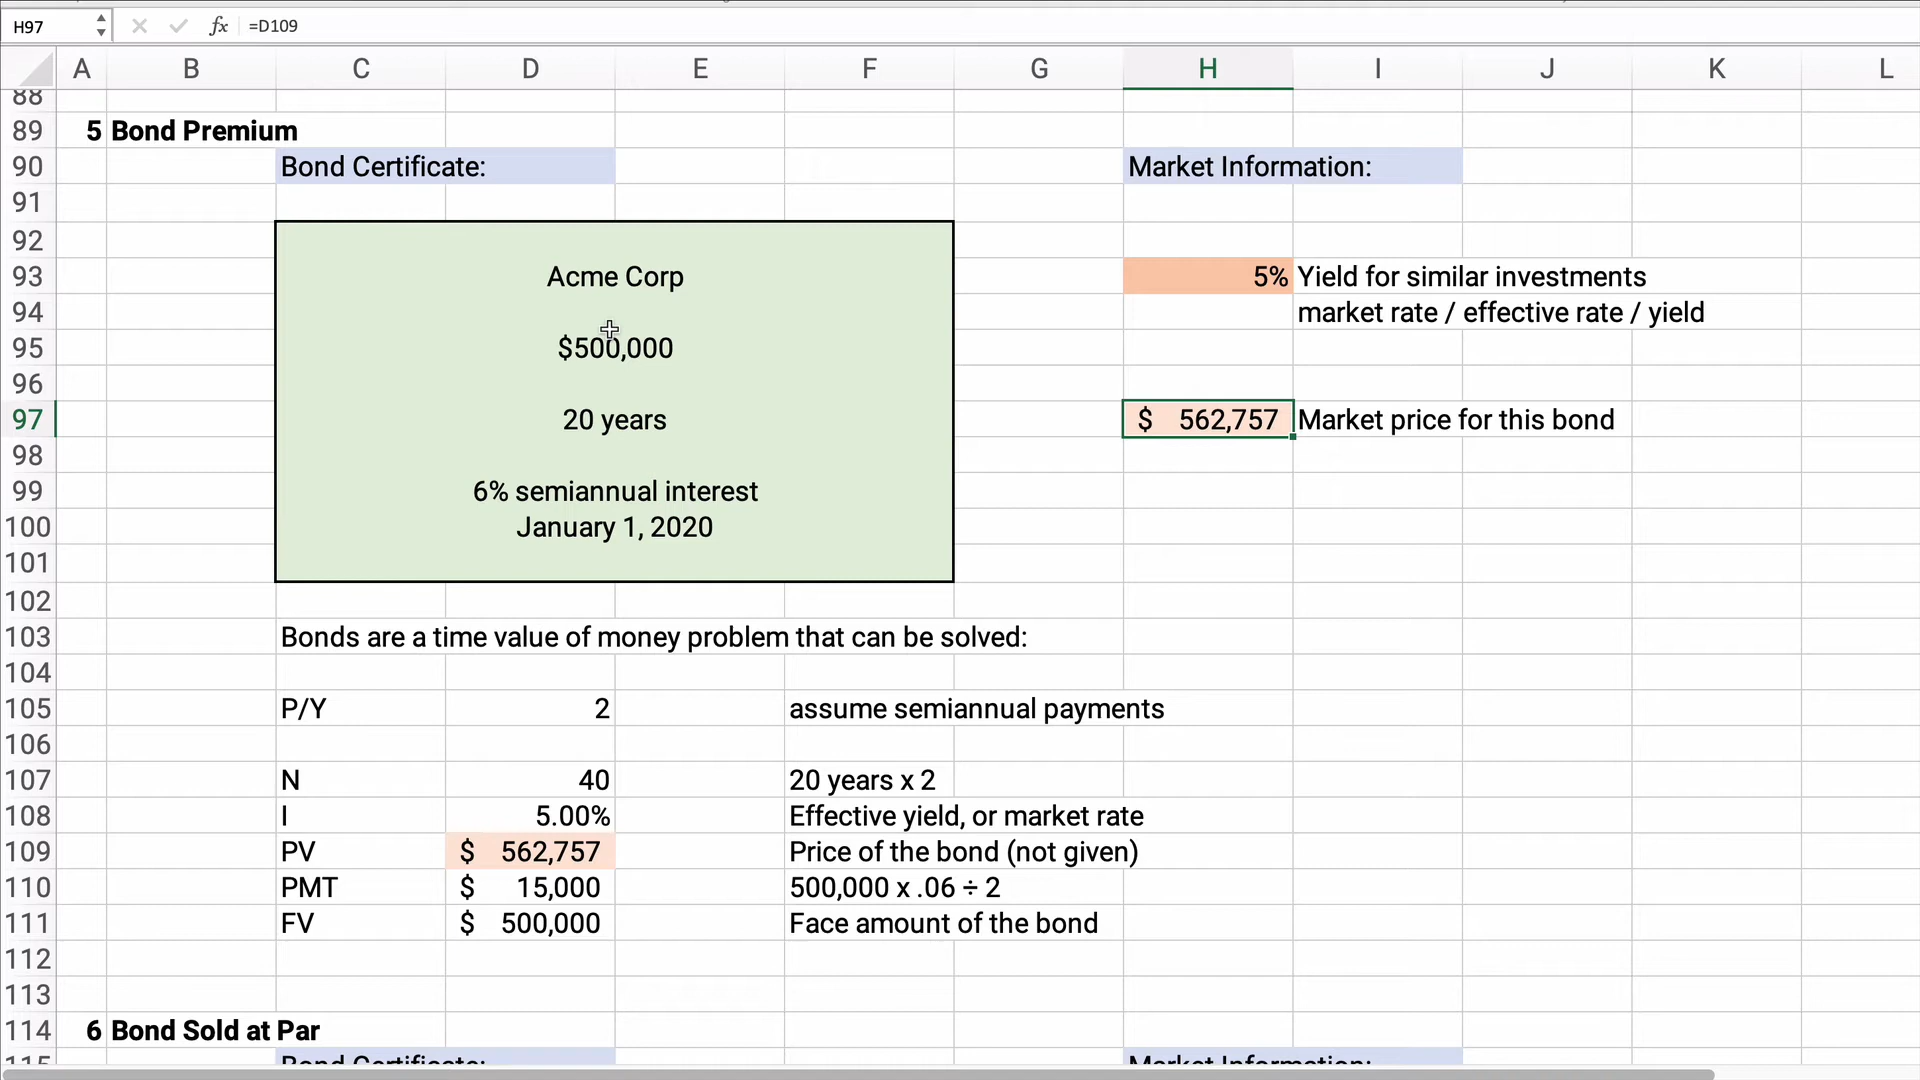 H97 fx =D109
A B C D E F G H I J K L
88
89 5 Bond Premium
90 Bond Certificate: Market Information:
91
92
93 Acme Corp 5% Yield for similar investments
94 market rate / effective rate / yield
95 $500,000
96
97 20 years $ 562,757 Market price for this bond
98
99 6% semiannual interest
100 January 1, 2020
101
102
103 Bonds are a time value of money problem that can be solved:
104
105 P/Y 2 assume semiannual payments
106
107 N 40 20 years x 2
108 I 5.00% Effective yield, or market rate
109 PV $ 562,757 Price of the bond (not given)
110 PMT $ 15,000 500,000 x .06 ÷ 2
111 FV $ 500,000 Face amount of the bond
112
113
114 6 Bond Sold at Par
115 Bond Certificate: Market Information: